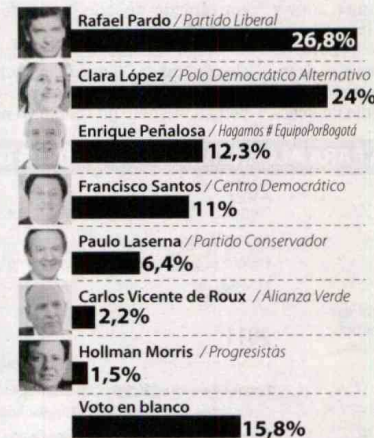 Rafael Pardo / Partido Liberal
26,8%
Clara López / Polo Democrático Alternativo
24%
Enrique Peñalosa / Hagamos # EquipoPorBogotá
12,3%
Francisco Santos / Centro Democrático
11%
Paulo Laserna / Partido Conservador
6,4%
Carlos Vicente de Roux / Alianza Verde
2,2%
Hollman Morris / Progresistas
1,5%
Voto en blanco
15,8%